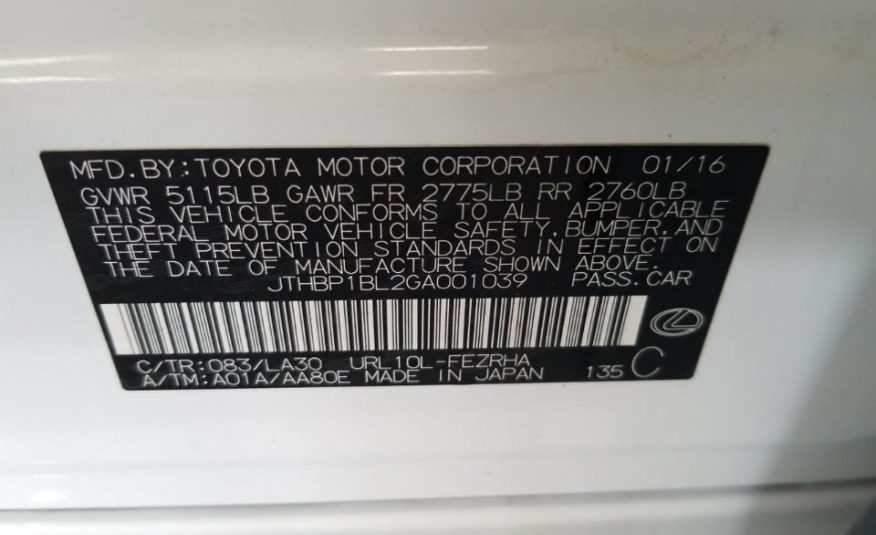 MFD.BY:TOYOTA MOTOR CORPORATION 01/16
GVWR 5115LB GAWR FR 2775LB RR 2760LB
THIS VEHICLE CONFORMS TO ALL APPLICABLE
FEDERAL MOTOR VEHICLE SAFETY,BUMPER,AND
THEFT PREVENTION STANDARDS IN EFFECT ON
THE DATE OF MANUFACTURE SHOWN ABOVE.
JTHBP1BL2GA001039 PASS.CAR
C/TR:083/LA30 URL10L-FEZRHA
A/TM:A01A/AA80E MADE IN JAPAN 135 C